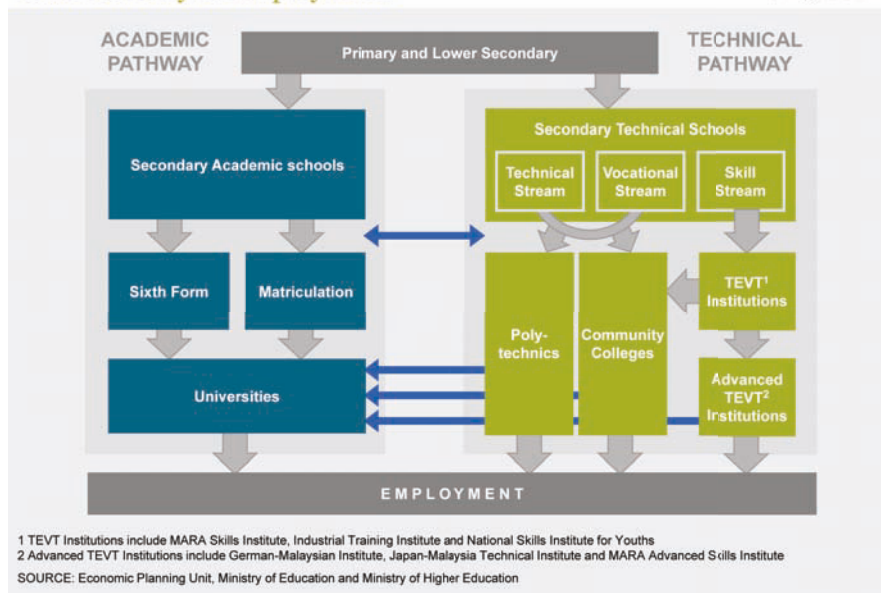 ACADEMIC
PATHWAY
Primary and Lower Secondary
TECHNICAL
PATHWAY
Secondary Academic schools
Secondary Technical Schools
Technical
Stream
Vocational
Stream
Skill
Stream
Sixth Form
Matriculation
Poly-
technics
Community
Colleges
TEVT¹
Institutions
Universities
Advanced
TEVT²
Institutions
EMPLOYMENT
1 TEVT Institutions include MARA Skills Institute, Industrial Training Institute and National Skills Institute for Youths
2 Advanced TEVT Institutions include German-Malaysian Institute, Japan-Malaysia Technical Institute and MARA Advanced Skills Institute
SOURCE: Economic Planning Unit, Ministry of Education and Ministry of Higher Education